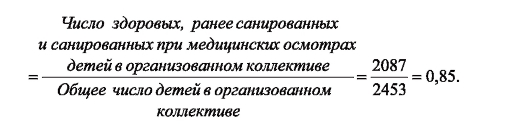 Число здоровых, ранее санированных
и санированных при медицинских осмотрах
= детей в организованном коллективе / Общее число детей в организованном коллективе = 2087 / 2453 = 0,85.